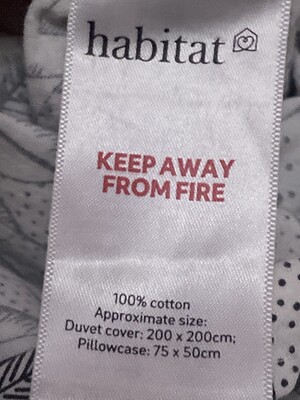 habitat
KEEP AWAY
FROM FIRE
100% cotton
Approximate size:
Duvet cover: 200 x 200cm;
Pillowcase: 75 x 50cm